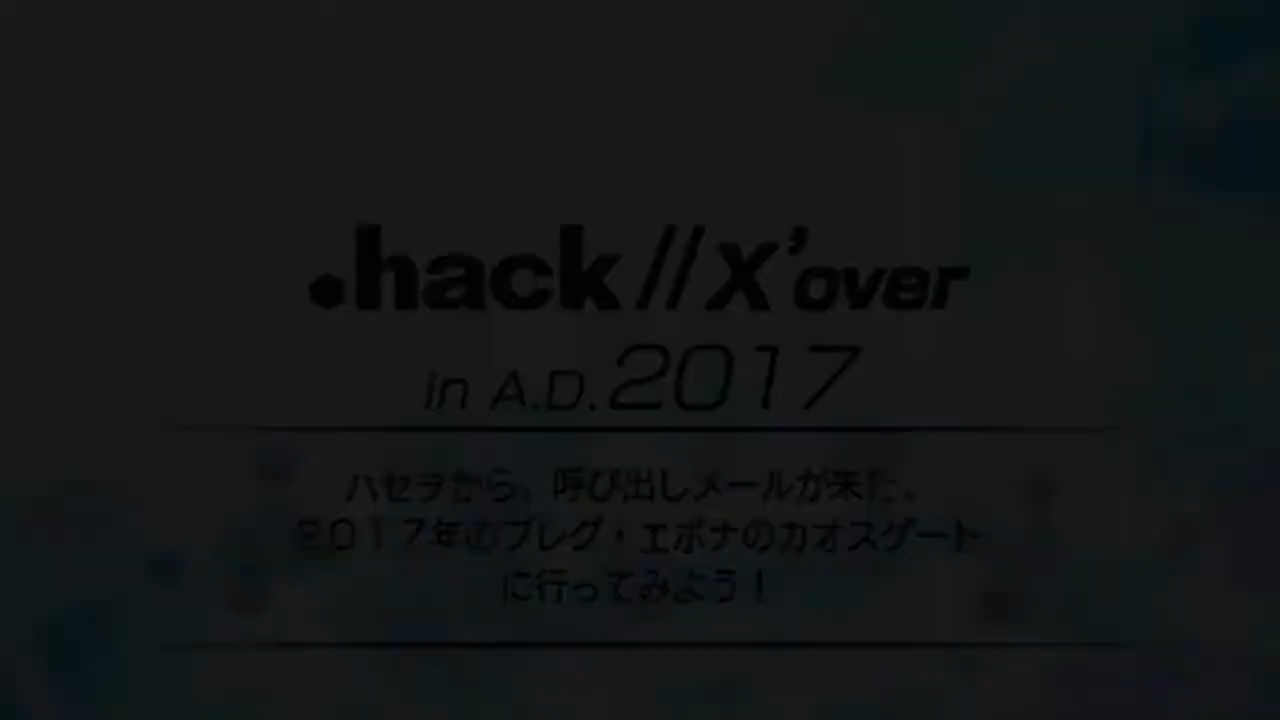 .hack//X'over
in A.D.2017
ハセヲから、呼び出しメールが来た。
2017年のブレグ・エポナのカオスゲート
に行ってみよう！